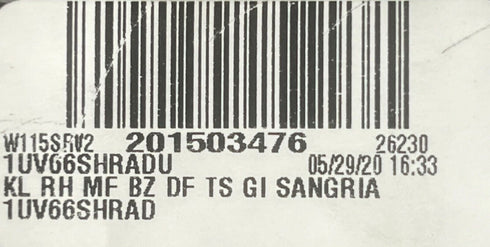 W115SRV2 201503476 26230
1UV66SHRADU 05/29/20 16:33
KL RH MF BZ DF TS GI SANGRIA
1UV66SHRAD